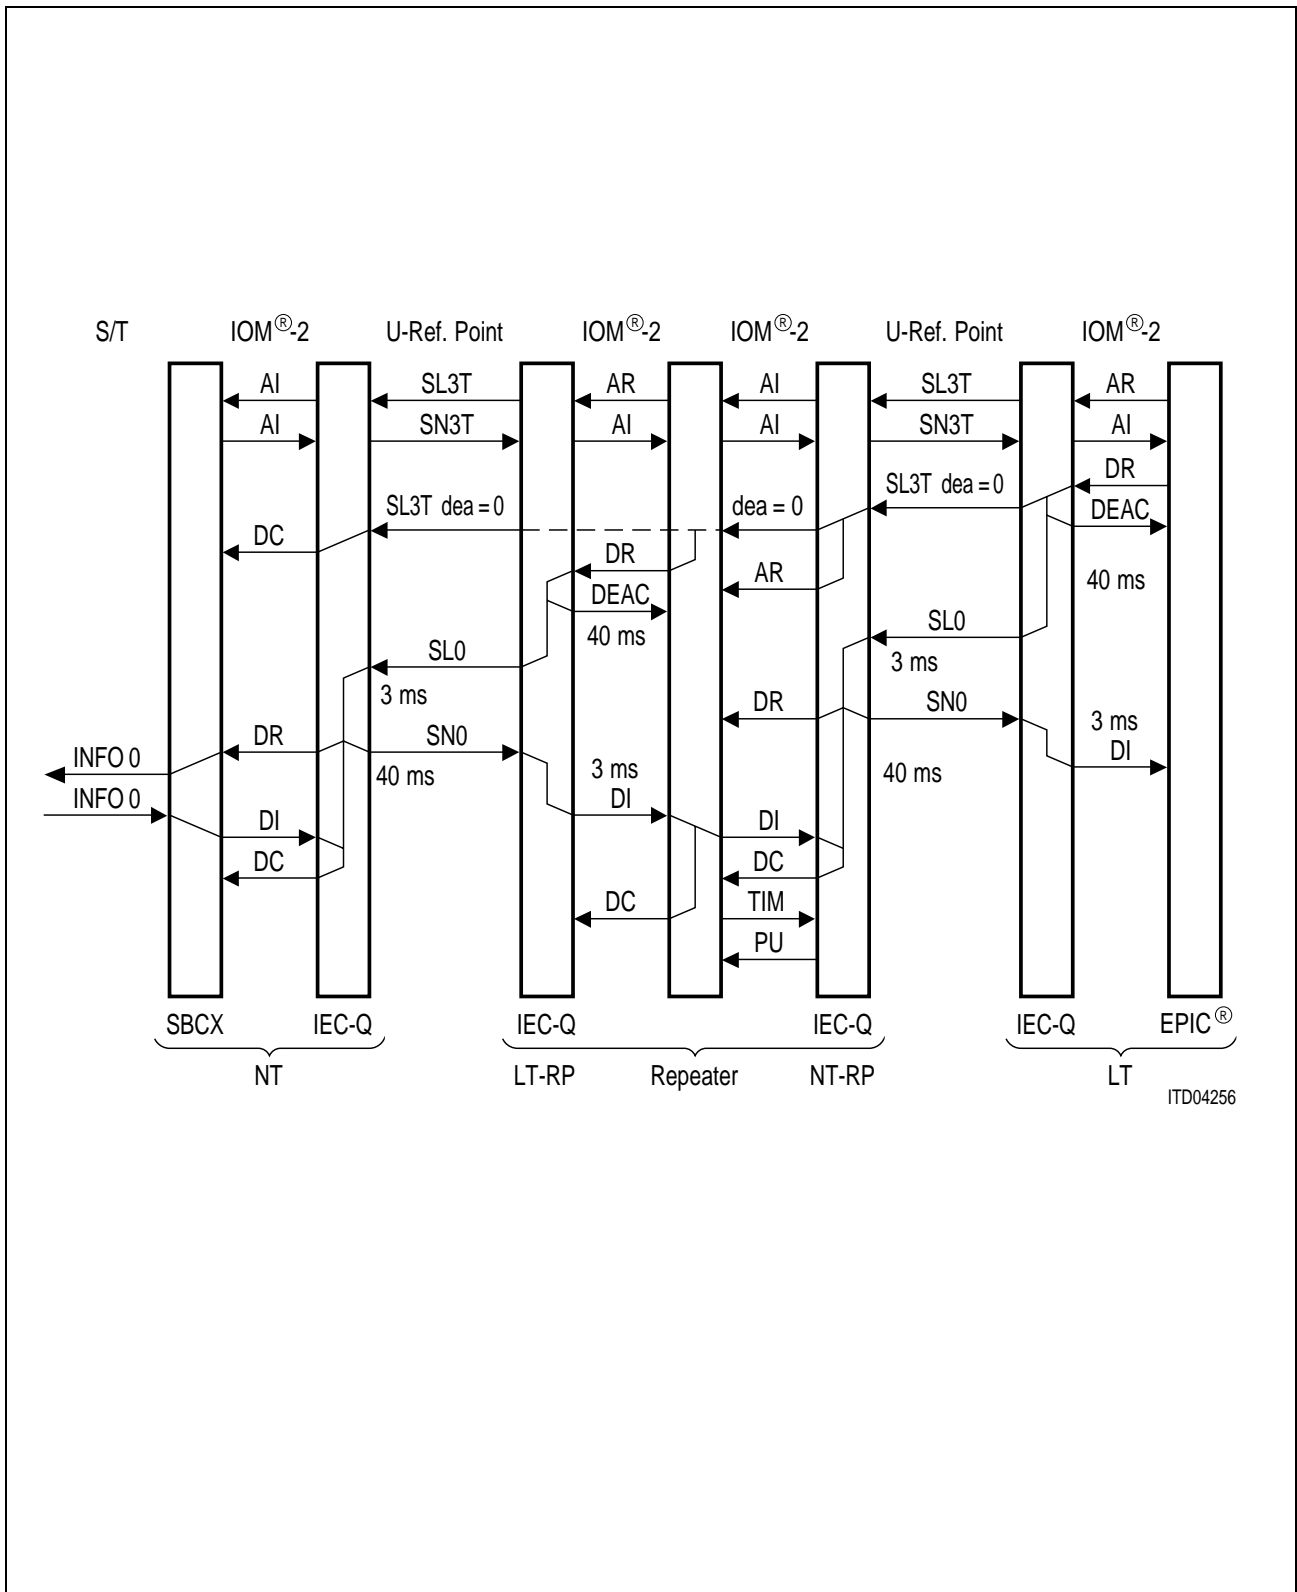 S/T IOM®-2 U-Ref. Point IOM®-2 IOM®-2 U-Ref. Point IOM®-2
AI SL3T AR AI SL3T AR
AI SN3T AI AI SN3T AI
DR
SL3T dea = 0 dea = 0 SL3T dea = 0
DEAC
DC
DR
AR
40 ms
DEAC
40 ms
SL0
SL0
3 ms
3 ms
DR SN0
3 ms
DI
DR SN0
INFO 0
40 ms
3 ms
40 ms
INFO 0
DI
DI DI
DC DC
DC TIM
PU
SBCX IEC-Q IEC-Q IEC-Q IEC-Q EPIC®
NT LT-RP Repeater NT-RP LT
ITD04256